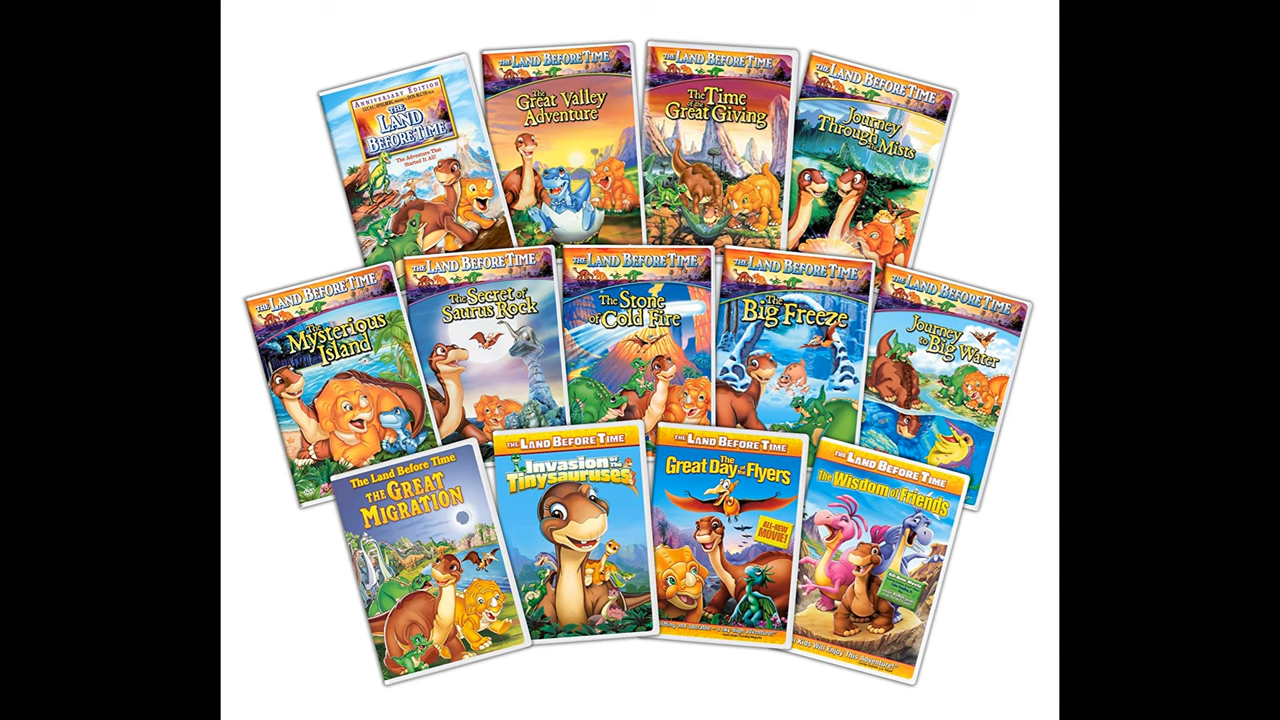 ANNIVERSARY EDITION
THE
LAND
BEFORE TIME
The Adventure That
Started It All!
THE LAND BEFORE TIME
The
Great Valley
Adventure
THE LAND BEFORE TIME
The Time
of the
Great Giving
THE LAND BEFORE TIME
Journey
Through the
Mists
THE LAND BEFORE TIME
The
Mysterious
Island
THE LAND BEFORE TIME
The Secret of
Saurus Rock
THE LAND BEFORE TIME
The Stone
of Cold Fire
THE LAND BEFORE TIME
The
Big Freeze
THE LAND BEFORE TIME
Journey
to Big Water
The Land Before Time
THE GREAT
MIGRATION
THE LAND BEFORE TIME
Invasion of The
Tinysauruses
THE LAND BEFORE TIME
The
Great Day of the Flyers
ALL-NEW
MOVIE!
THE LAND BEFORE TIME
The Wisdom of Friends
Kids Will Enjoy This Adventure!"